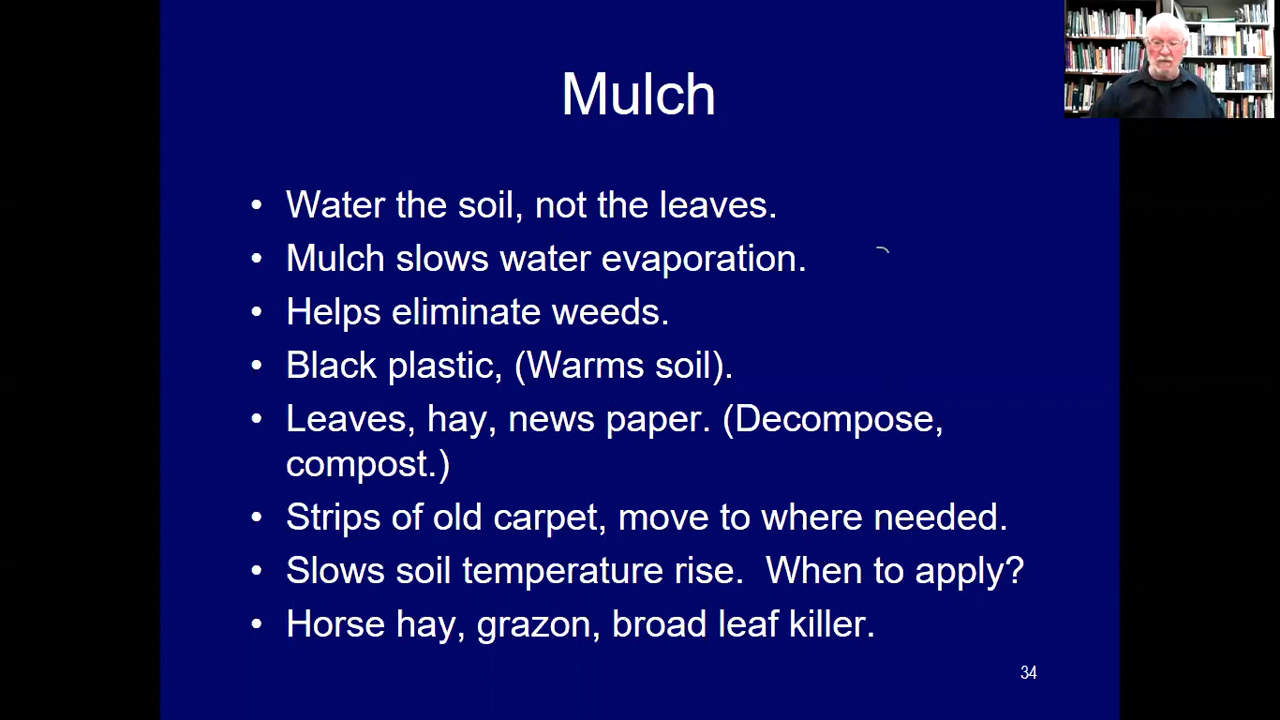 Mulch
• Water the soil, not the leaves.
• Mulch slows water evaporation.
• Helps eliminate weeds.
• Black plastic, (Warms soil).
• Leaves, hay, news paper. (Decompose,
compost.)
• Strips of old carpet, move to where needed.
• Slows soil temperature rise.  When to apply?
• Horse hay, grazon, broad leaf killer.
34